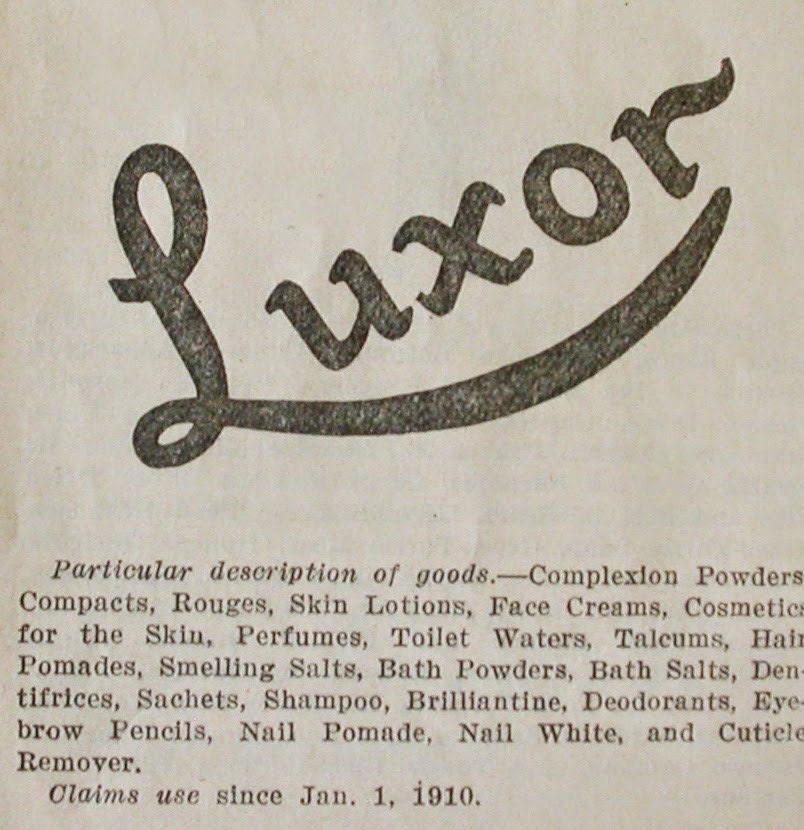 Luxor
Particular description of goods.—Complexion Powders
Compacts, Rouges, Skin Lotions, Face Creams, Cosmetics
for the Skin, Perfumes, Toilet Waters, Talcums, Hair
Pomades, Smelling Salts, Bath Powders, Bath Salts, Den-
tifrices, Sachets, Shampoo, Brilliantine, Deodorants, Eye-
brow Pencils, Nail Pomade, Nail White, and Cuticle
Remover.
Claims use since Jan. 1, 1910.